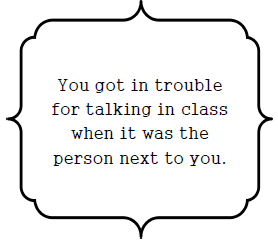 You got in trouble
for talking in class
when it was the
person next to you.